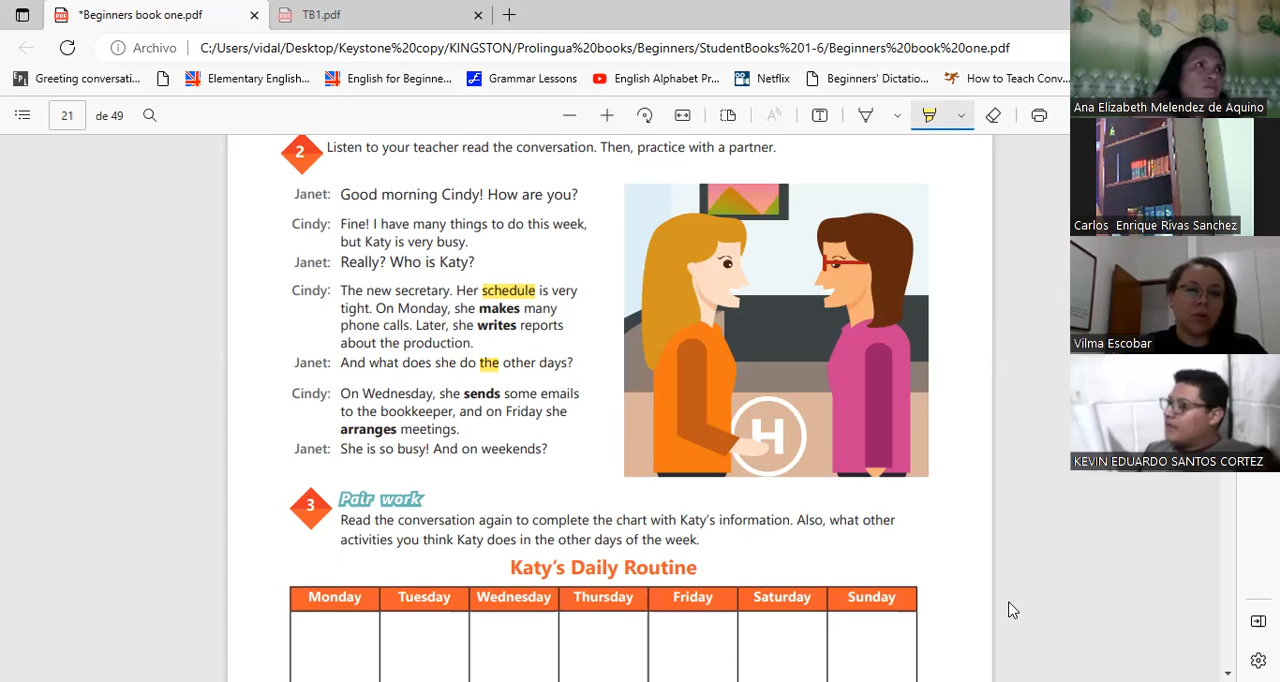 *Beginners book one.pdf
TB1.pdf
Archivo
C:/Users/vidal/Desktop/Keystone%20copy/KINGSTON/Prolingua%20books/Beginners/StudentBooks%201-6/Beginners%20book%20one.pdf
Greeting conversati...
Elementary English...
English for Beginne...
Grammar Lessons
English Alphabet Pr...
Netflix
Beginners' Dictatio...
How to Teach Conv...
21 de 49
2 Listen to your teacher read the conversation. Then, practice with a partner.
Janet: Good morning Cindy! How are you?
Cindy: Fine! I have many things to do this week,
but Katy is very busy.
Janet: Really? Who is Katy?
Cindy: The new secretary. Her schedule is very
tight. On Monday, she makes many
phone calls. Later, she writes reports
about the production.
Janet: And what does she do the other days?
Cindy: On Wednesday, she sends some emails
to the bookkeeper, and on Friday she
arranges meetings.
Janet: She is so busy! And on weekends?
H
3 Pair work
Read the conversation again to complete the chart with Katy's information. Also, what other
activities you think Katy does in the other days of the week.
Katy's Daily Routine
Monday Tuesday Wednesday Thursday Friday Saturday Sunday
Ana Elizabeth Melendez de Aquino
Carlos Enrique Rivas Sanchez
Vilma Escobar
KEVIN EDUARDO SANTOS CORTEZ